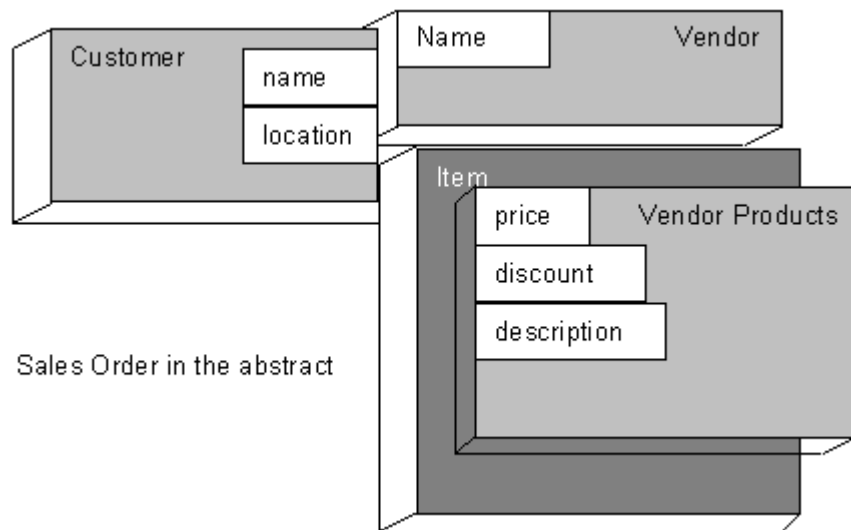 Customer
name
location
Name
Vendor
Item
price
Vendor Products
discount
description
Sales Order in the abstract